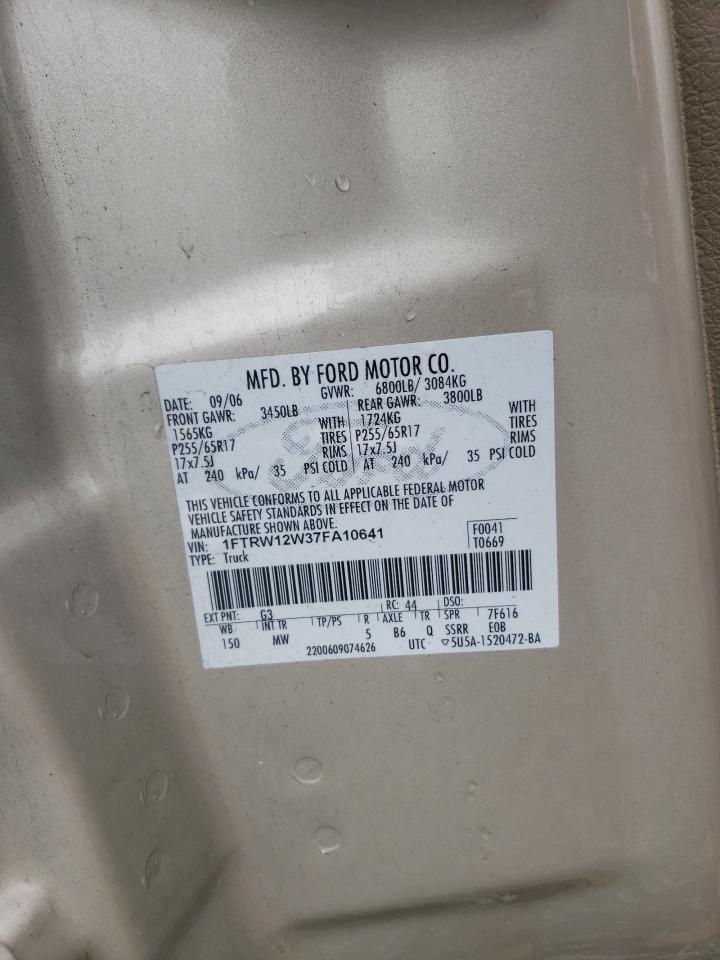 MFD. BY FORD MOTOR CO.
DATE: 09/06 GVWR: 6800LB/ 3084KG
FRONT GAWR: 3450LB REAR GAWR: 3800LB
1565KG WITH 1724KG WITH
P255/65R17 TIRES P255/65R17 TIRES
17x7.5J RIMS 17x7.5J RIMS
AT 240 kPa/ 35 PSI COLD AT 240 kPa/ 35 PSI COLD
THIS VEHICLE CONFORMS TO ALL APPLICABLE FEDERAL MOTOR
VEHICLE SAFETY STANDARDS IN EFFECT ON THE DATE OF
MANUFACTURE SHOWN ABOVE.
VIN: 1FTRW12W37FA10641 F0041
TYPE: Truck T0669
EXT PNT: G3 RC: 44 DSO:
WB INT TR TP/PS R AXLE TR SPR 7F616
150 MW 5 B6 Q SSRR EOB
2200609074626 UTC ▽5U5A-1520472-BA
Ford